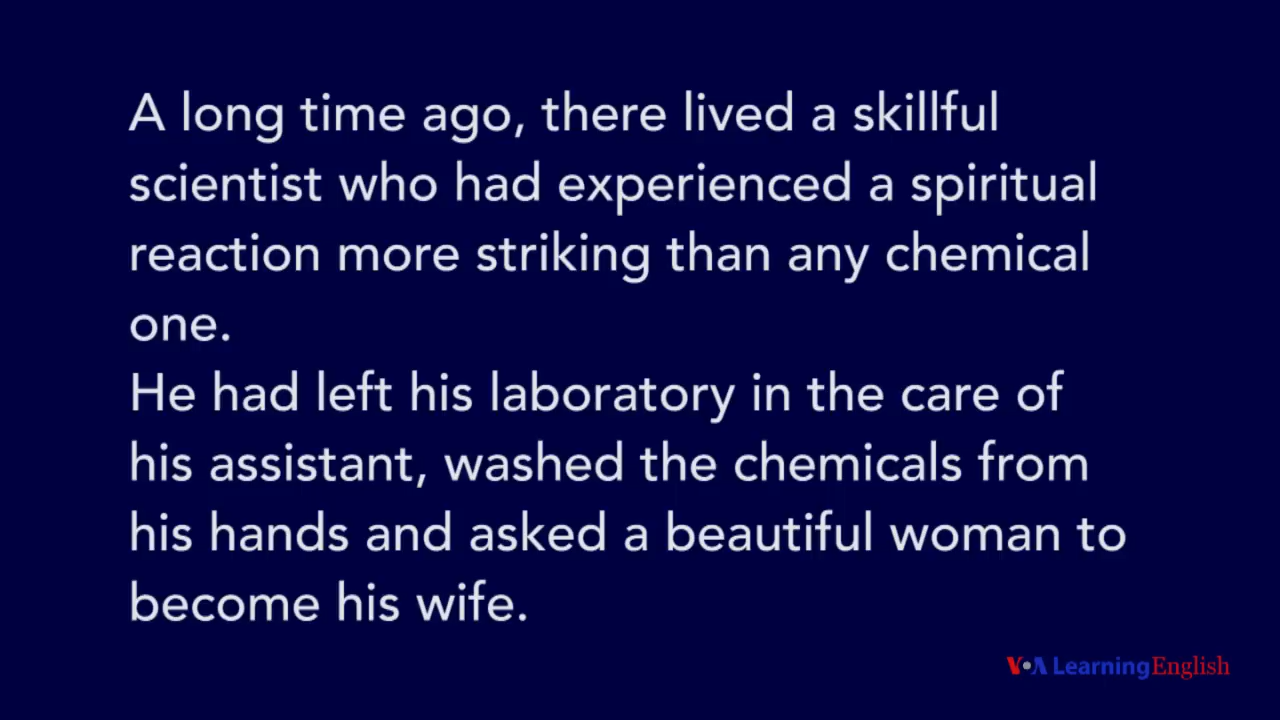 A long time ago, there lived a skillful
scientist who had experienced a spiritual
reaction more striking than any chemical
one.
He had left his laboratory in the care of
his assistant, washed the chemicals from
his hands and asked a beautiful woman to
become his wife.
VOA Learning English